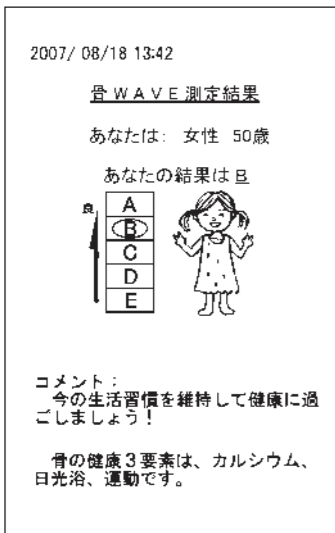 2007/ 08/18 13:42
骨ＷＡＶＥ測定結果
あなたは： 女性 50歳
あなたの結果は B
良
A
B
C
D
E
コメント：
今の生活習慣を維持して健康に過
ごしましょう！
骨の健康３要素は、カルシウム、
日光浴、運動です。